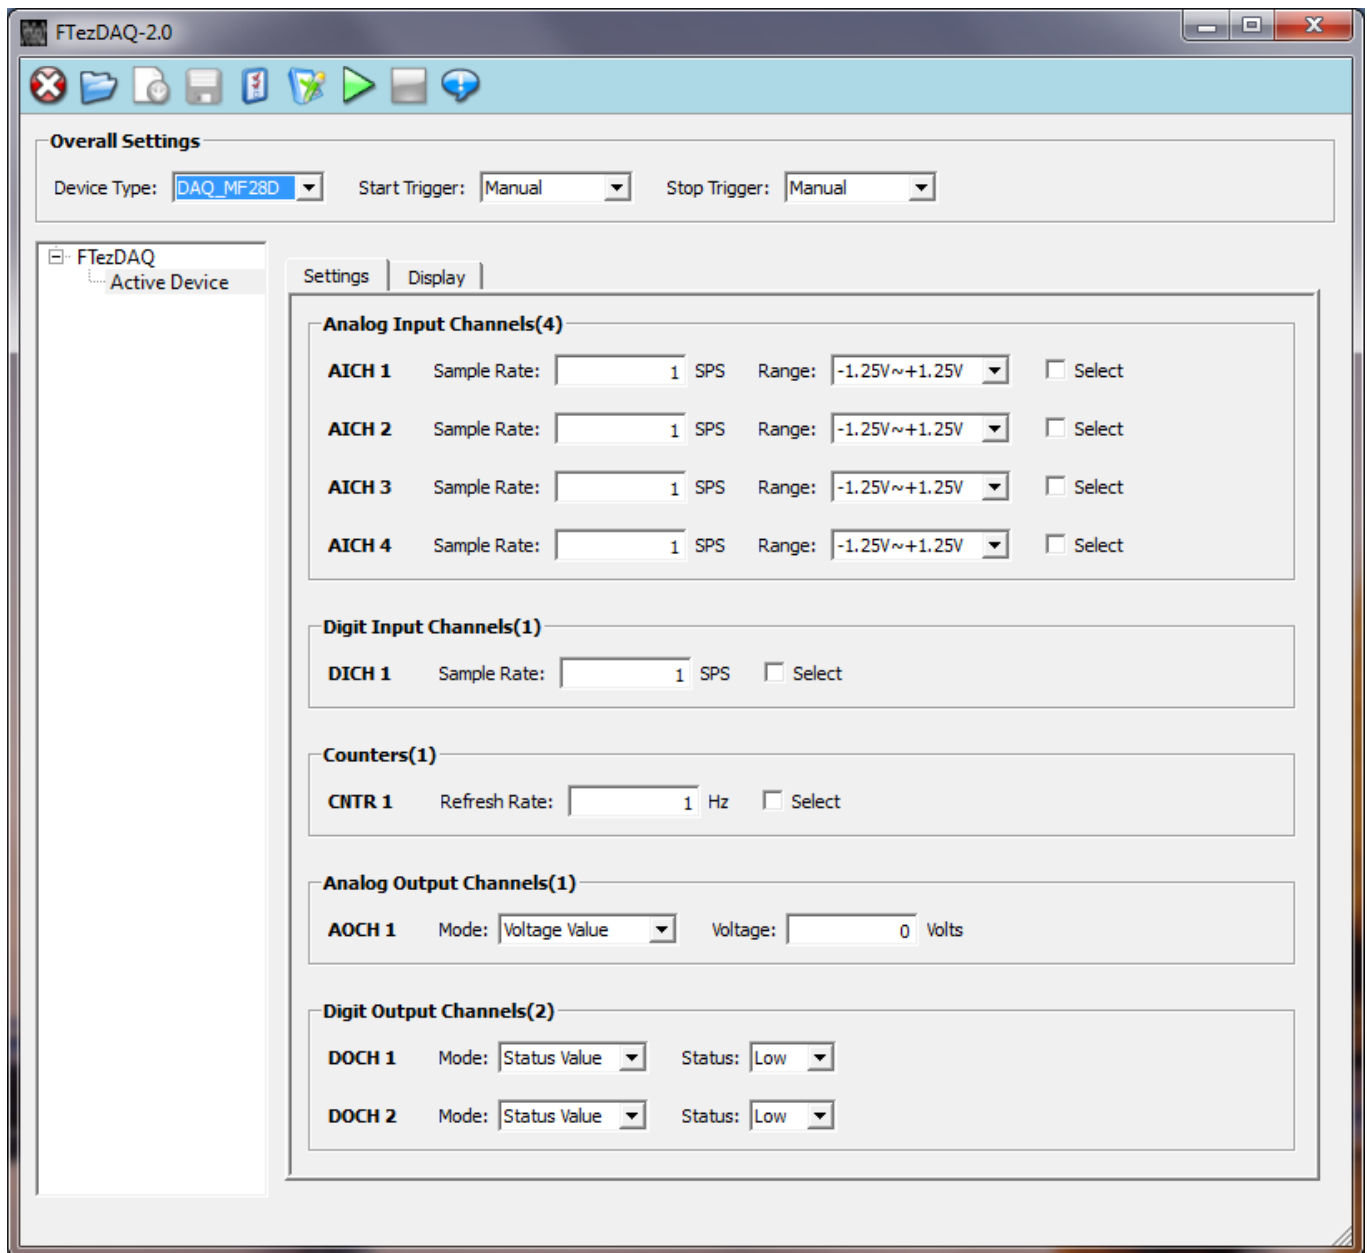 FTezDAQ-2.0
Overall Settings
Device Type: DAQ_MF28D Start Trigger: Manual Stop Trigger: Manual
FTezDAQ
Active Device
Settings Display
Analog Input Channels(4)
AICH 1 Sample Rate: 1 SPS Range: -1.25V~+1.25V Select
AICH 2 Sample Rate: 1 SPS Range: -1.25V~+1.25V Select
AICH 3 Sample Rate: 1 SPS Range: -1.25V~+1.25V Select
AICH 4 Sample Rate: 1 SPS Range: -1.25V~+1.25V Select
Digit Input Channels(1)
DICH 1 Sample Rate: 1 SPS Select
Counters(1)
CNTR 1 Refresh Rate: 1 Hz Select
Analog Output Channels(1)
AOCH 1 Mode: Voltage Value Voltage: 0 Volts
Digit Output Channels(2)
DOCH 1 Mode: Status Value Status: Low
DOCH 2 Mode: Status Value Status: Low